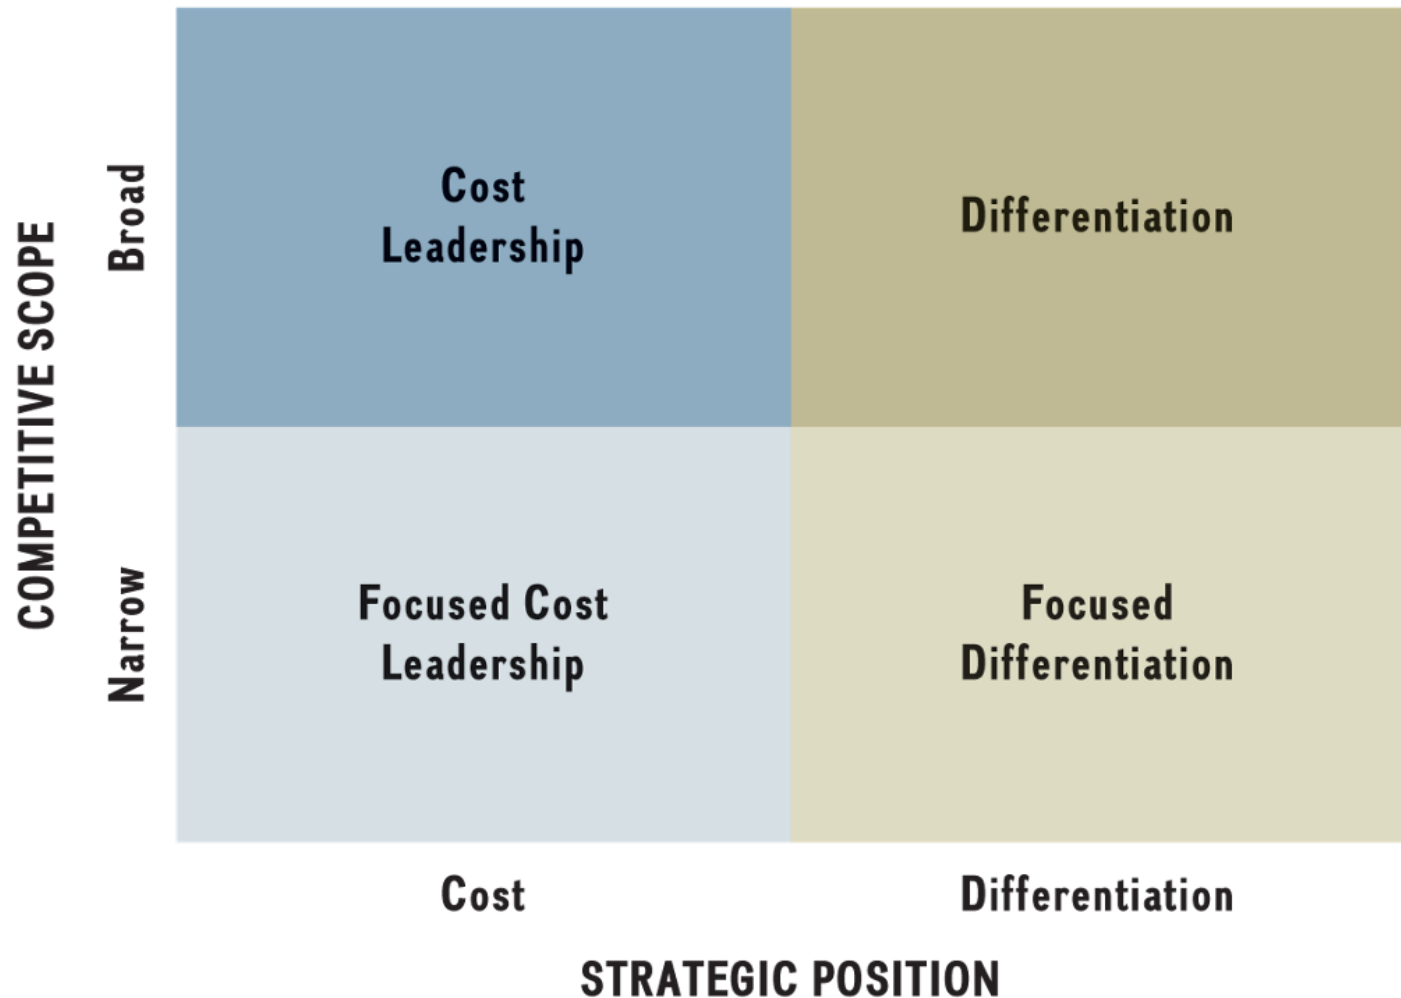 COMPETITIVE SCOPE
Broad
Cost
Leadership
Differentiation
Narrow
Focused Cost
Leadership
Focused
Differentiation
Cost
Differentiation
STRATEGIC POSITION